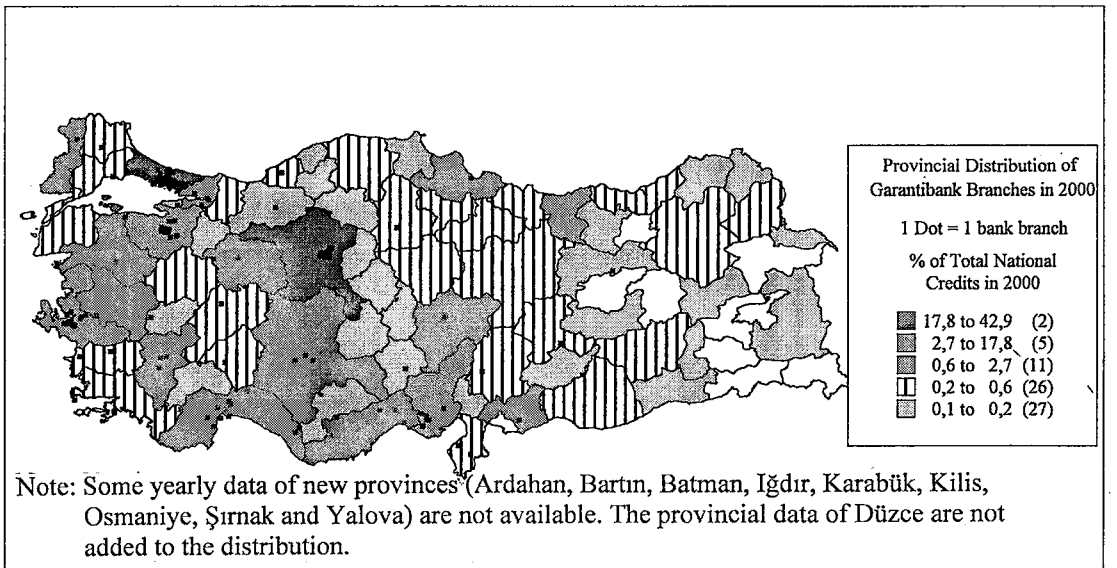 Provincial Distribution of
Garantibank Branches in 2000
1 Dot = 1 bank branch
% of Total National
Credits in 2000
17,8 to 42,9 (2)
2,7 to 17,8 (5)
0,6 to 2,7 (11)
0,2 to 0,6 (26)
0,1 to 0,2 (27)
Note: Some yearly data of new provinces (Ardahan, Bartın, Batman, Iğdır, Karabük, Kilis,
Osmaniye, Şırnak and Yalova) are not available. The provincial data of Düzce are not
added to the distribution.